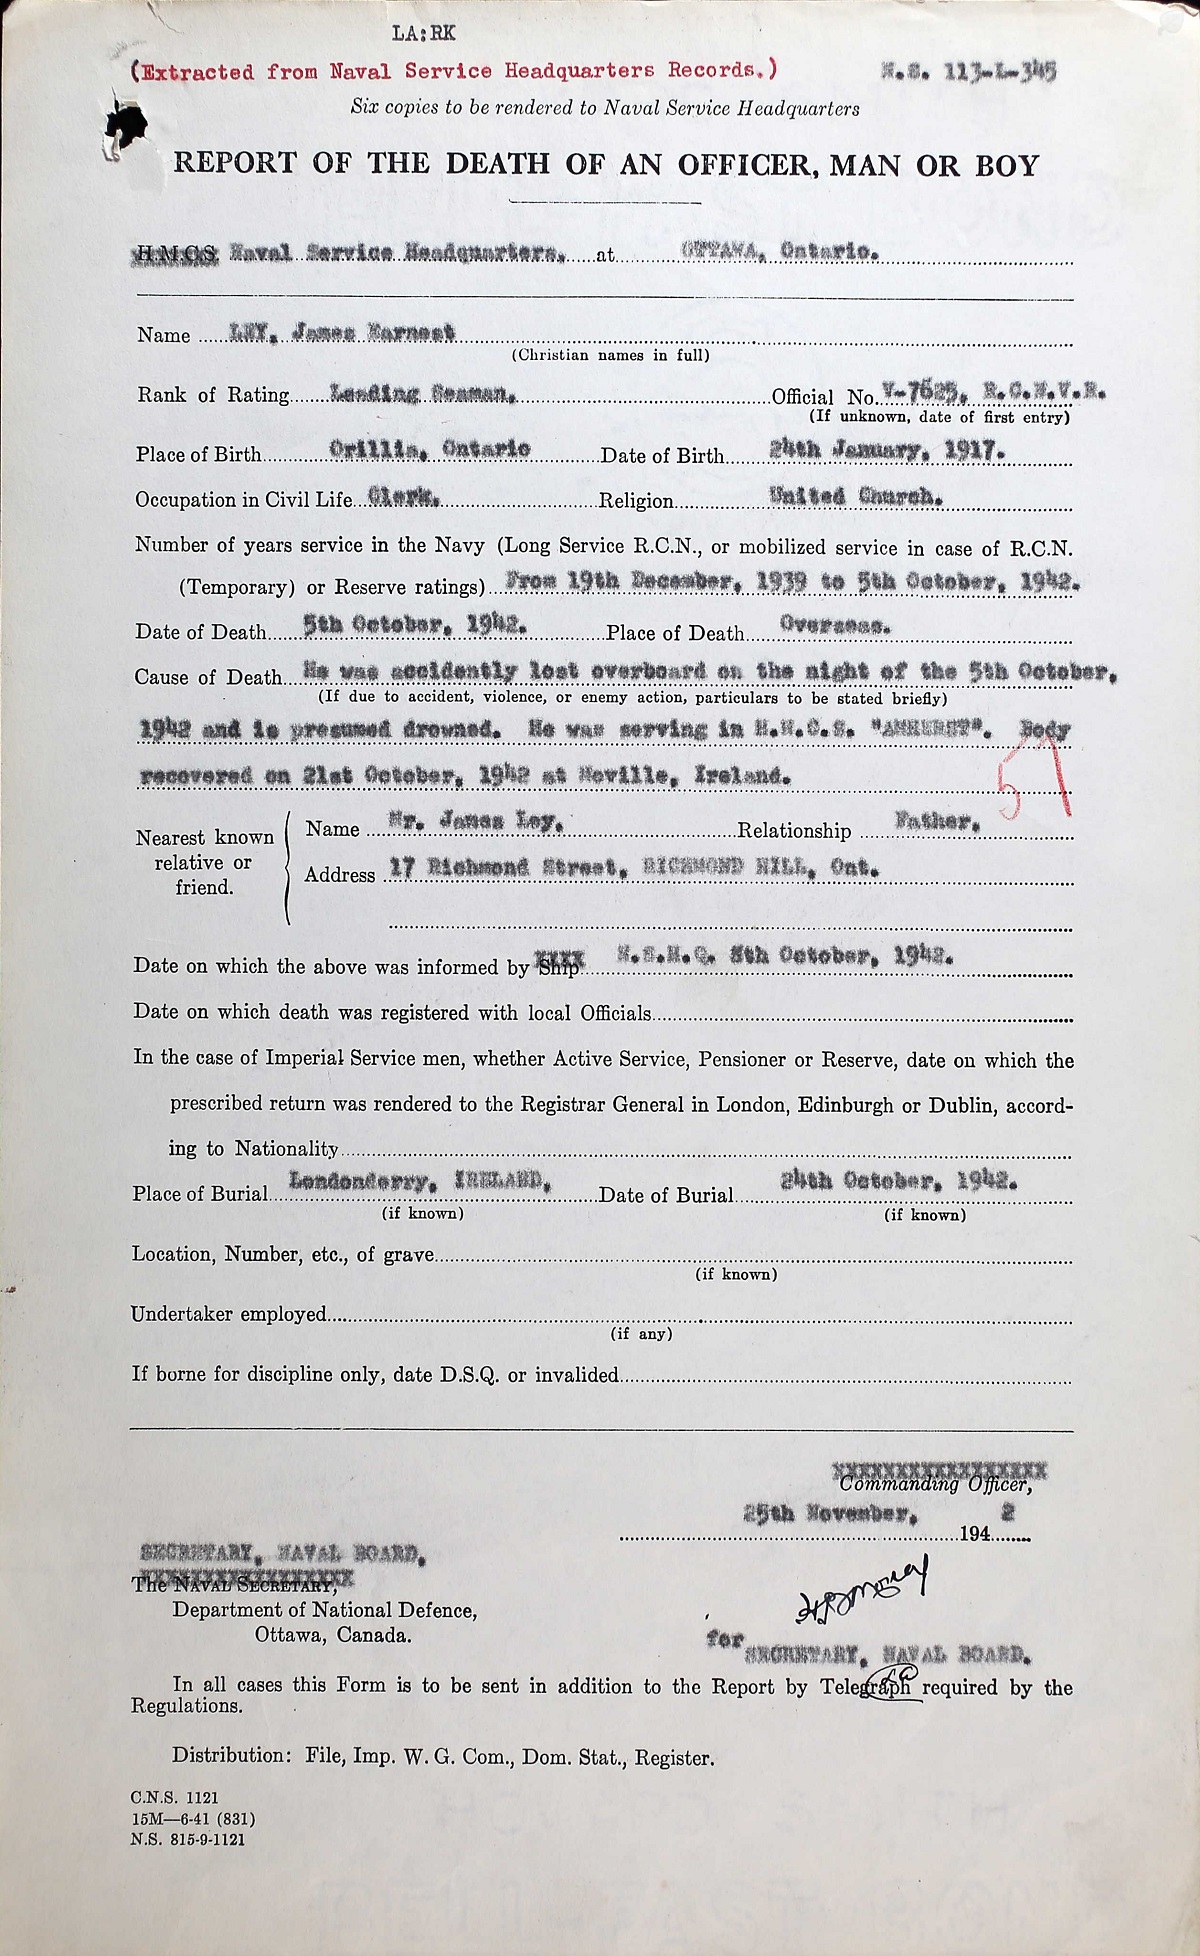 LA:RK
(Extracted from Naval Service Headquarters Records.) N.S. 113-L-345
Six copies to be rendered to Naval Service Headquarters
REPORT OF THE DEATH OF AN OFFICER, MAN OR BOY
H.M.C.S. Naval Service Headquarters, at OTTAWA, Ontario.
Name LEY, James Earnest
(Christian names in full)
Rank of Rating Leading Seaman. Official No. V-7625, R.C.N.V.R.
(If unknown, date of first entry)
Place of Birth Orillia, Ontario Date of Birth 24th January, 1917.
Occupation in Civil Life Clerk. Religion United Church.
Number of years service in the Navy (Long Service R.C.N., or mobilized service in case of R.C.N.
(Temporary) or Reserve ratings) From 19th December, 1939 to 5th October, 1942.
Date of Death 5th October, 1942. Place of Death Overseas.
Cause of Death He was accidently lost overboard on the night of the 5th October,
(If due to accident, violence, or enemy action, particulars to be stated briefly)
1942 and is presumed drowned. He was serving in H.M.C.S. "AMHERST". Body
recovered on 21st October, 1942 at Moville, Ireland.
57
Nearest known relative or friend.
Name Mr. James Ley. Relationship Father.
Address 17 Richmond Street, RICHMOND HILL, Ont.
Date on which the above was informed by Ship N.S.H.Q. 8th October, 1942.
Date on which death was registered with local Officials
In the case of Imperial Service men, whether Active Service, Pensioner or Reserve, date on which the
prescribed return was rendered to the Registrar General in London, Edinburgh or Dublin, accord-
ing to Nationality
Place of Burial Londonderry, IRELAND, Date of Burial 24th October, 1942.
(if known) (if known)
Location, Number, etc., of grave
(if known)
Undertaker employed
(if any)
If borne for discipline only, date D.S.Q. or invalided
XXXXXXXXXXXXXXXXXX
Commanding Officer,
25th November, 1942
SECRETARY, NAVAL BOARD,
The NAVAL SECRETARY,
Department of National Defence,
Ottawa, Canada.
for SECRETARY, NAVAL BOARD.
In all cases this Form is to be sent in addition to the Report by Telegraph required by the
Regulations.
Distribution: File, Imp. W. G. Com., Dom. Stat., Register.
C.N.S. 1121
15M—6-41 (831)
N.S. 815-9-1121